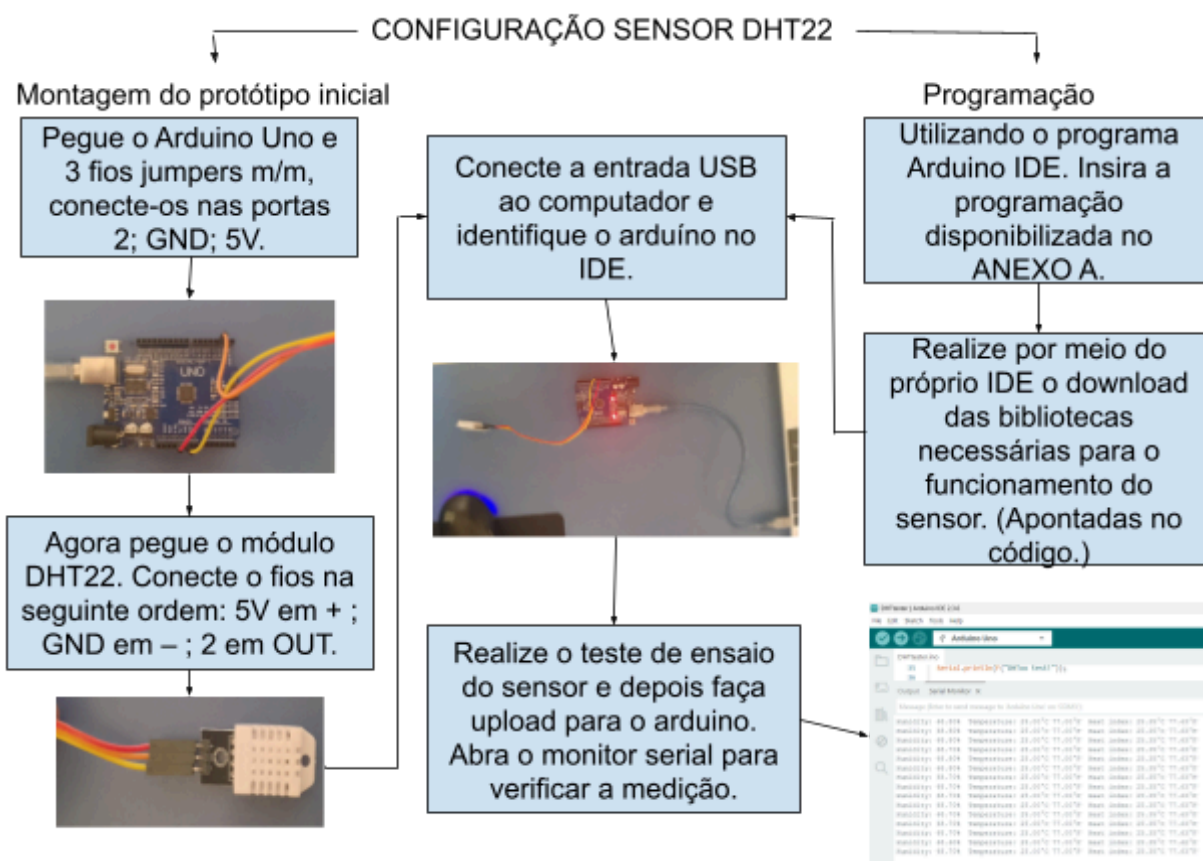 CONFIGURAÇÃO SENSOR DHT22
Montagem do protótipo inicial
Pegue o Arduino Uno e
3 fios jumpers m/m,
conecte-os nas portas
2; GND; 5V.
UNO
Agora pegue o módulo
DHT22. Conecte o fios na
seguinte ordem: 5V em + ;
GND em – ; 2 em OUT.
Programação
Utilizando o programa
Arduino IDE. Insira a
programação
disponibilizada no
ANEXO A.
Realize por meio do
próprio IDE o download
das bibliotecas
necessárias para o
funcionamento do
sensor. (Apontadas no
código.)
Conecte a entrada USB
ao computador e
identifique o arduíno no
IDE.
Realize o teste de ensaio
do sensor e depois faça
upload para o arduino.
Abra o monitor serial para
verificar a medição.
File Edit Sketch Tools Help
Arduino Uno
Output Serial Monitor